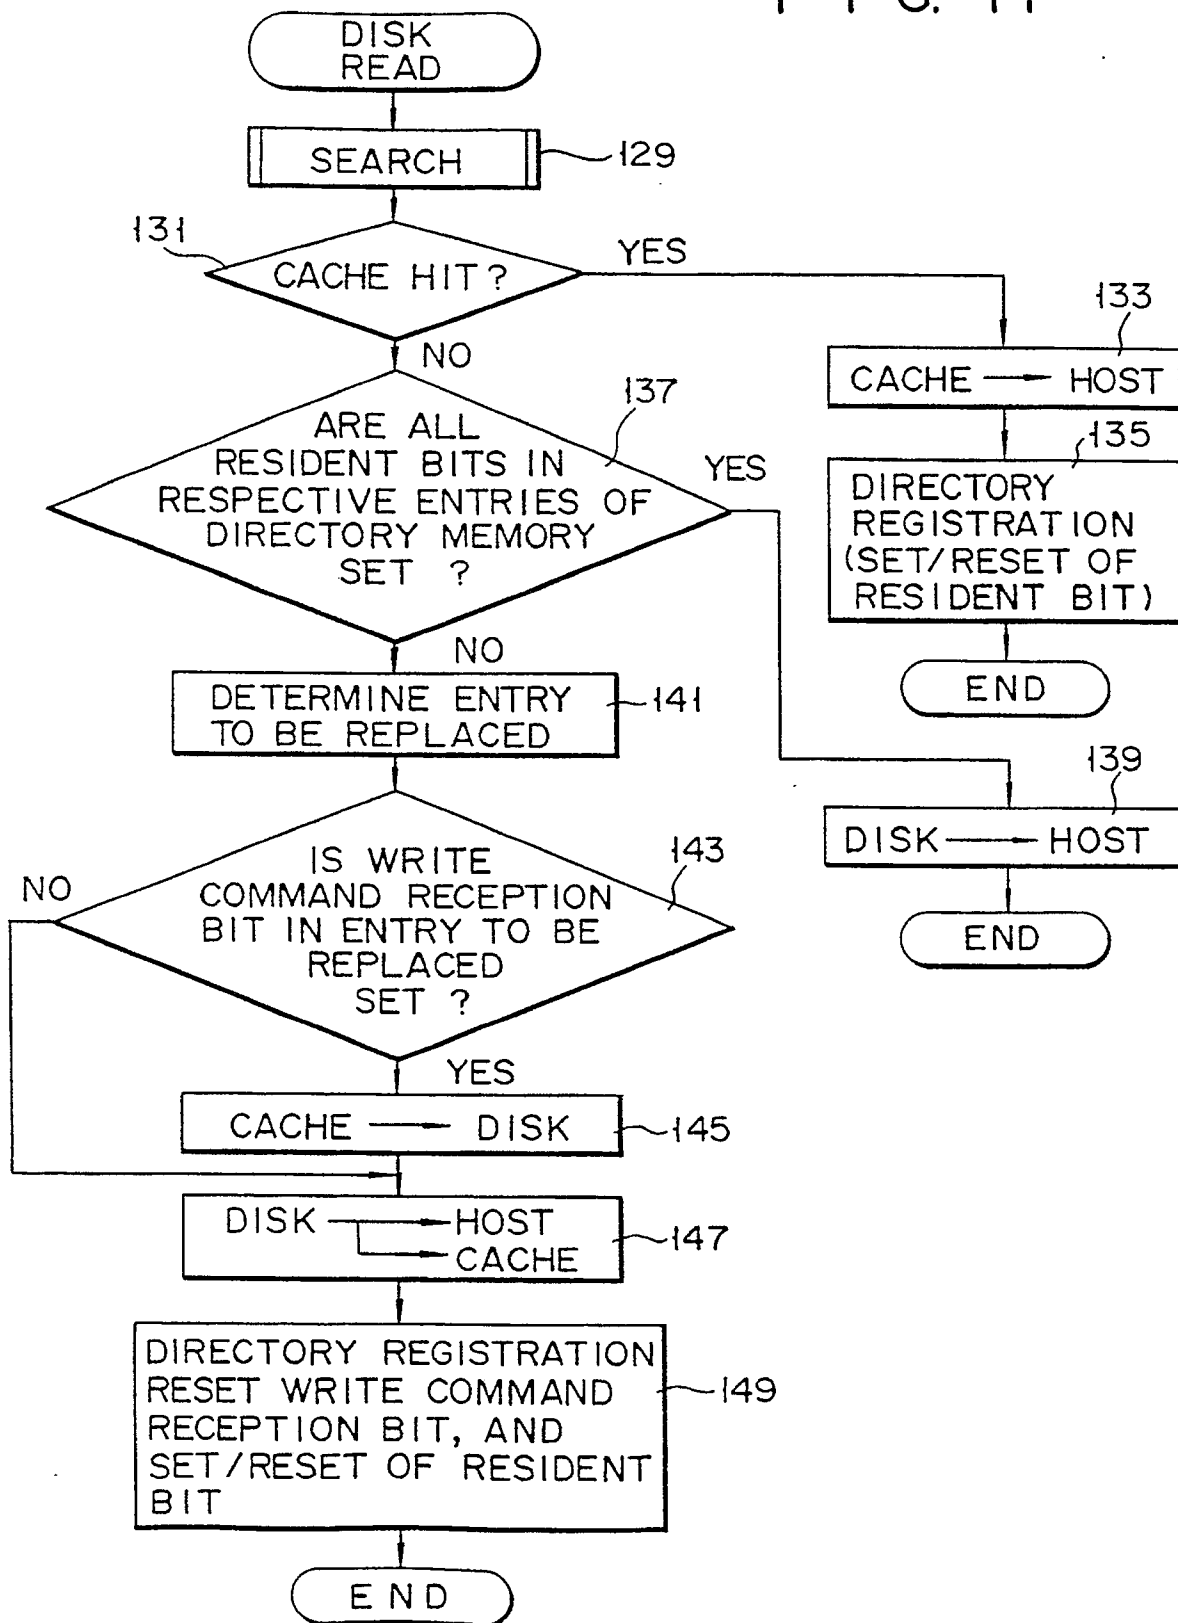 DISK
READ
SEARCH
129
131
CACHE HIT?
YES
NO
133
CACHE → HOST
137
ARE ALL
RESIDENT BITS IN
RESPECTIVE ENTRIES OF
DIRECTORY MEMORY
SET ?
YES
135
DIRECTORY
REGISTRATION
(SET/RESET OF
RESIDENT BIT)
NO
END
DETERMINE ENTRY
TO BE REPLACED
141
139
DISK → HOST
END
143
IS WRITE
COMMAND RECEPTION
BIT IN ENTRY TO BE
REPLACED
SET ?
NO
YES
CACHE → DISK
145
DISK → HOST
→ CACHE
147
DIRECTORY REGISTRATION
RESET WRITE COMMAND
RECEPTION BIT, AND
SET/RESET OF RESIDENT
BIT
149
END